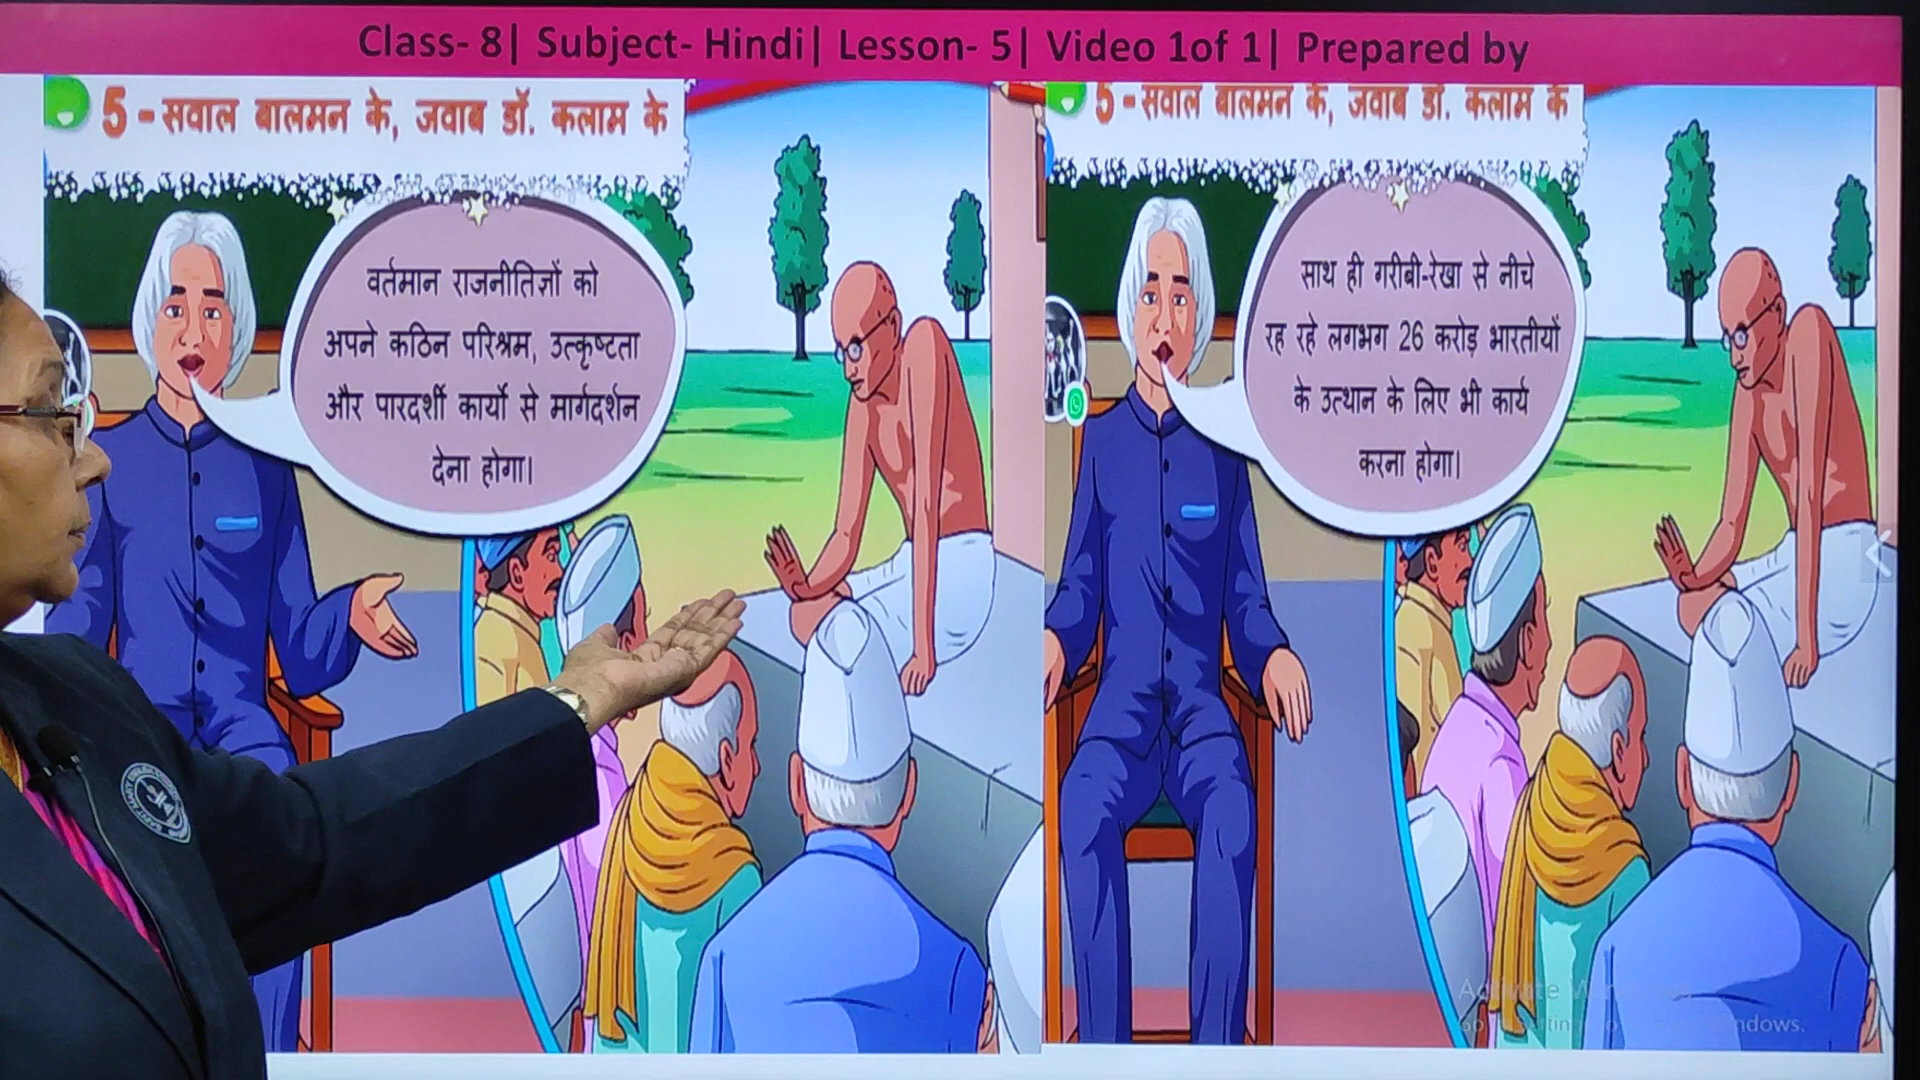 Class- 8| Subject- Hindi| Lesson- 5| Video 1of 1| Prepared by
5 - सवाल बालमन के, जवाब डॉ. कलाम के
वर्तमान राजनीतिज्ञों को
अपने कठिन परिश्रम, उत्कृष्टता
और पारदर्शी कार्यों से मार्गदर्शन
देना होगा।
5 - सवाल बालमन के, जवाब डॉ. कलाम के
साथ ही गरीबी-रेखा से नीचे
रह रहे लगभग 26 करोड़ भारतीयों
के उत्थान के लिए भी कार्य
करना होगा।